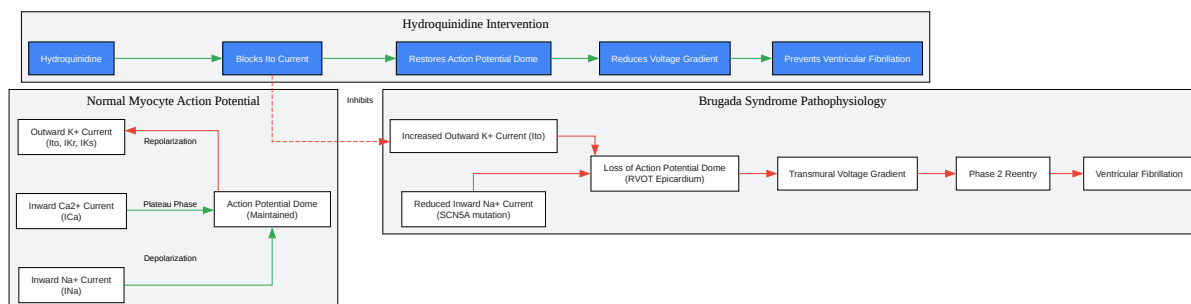 Hydroquinidine Intervention
Hydroquinidine
Blocks Ito Current
Restores Action Potential Dome
Reduces Voltage Gradient
Prevents Ventricular Fibrillation
Normal Myocyte Action Potential
Outward K+ Current
(Ito, IKr, IKs)
Repolarization
Inward Ca2+ Current
(ICa)
Plateau Phase
Action Potential Dome
(Maintained)
Depolarization
Inward Na+ Current
(INa)
Inhibits
Brugada Syndrome Pathophysiology
Increased Outward K+ Current (Ito)
Reduced Inward Na+ Current
(SCN5A mutation)
Loss of Action Potential Dome
(RVOT Epicardium)
Transmural Voltage Gradient
Phase 2 Reentry
Ventricular Fibrillation